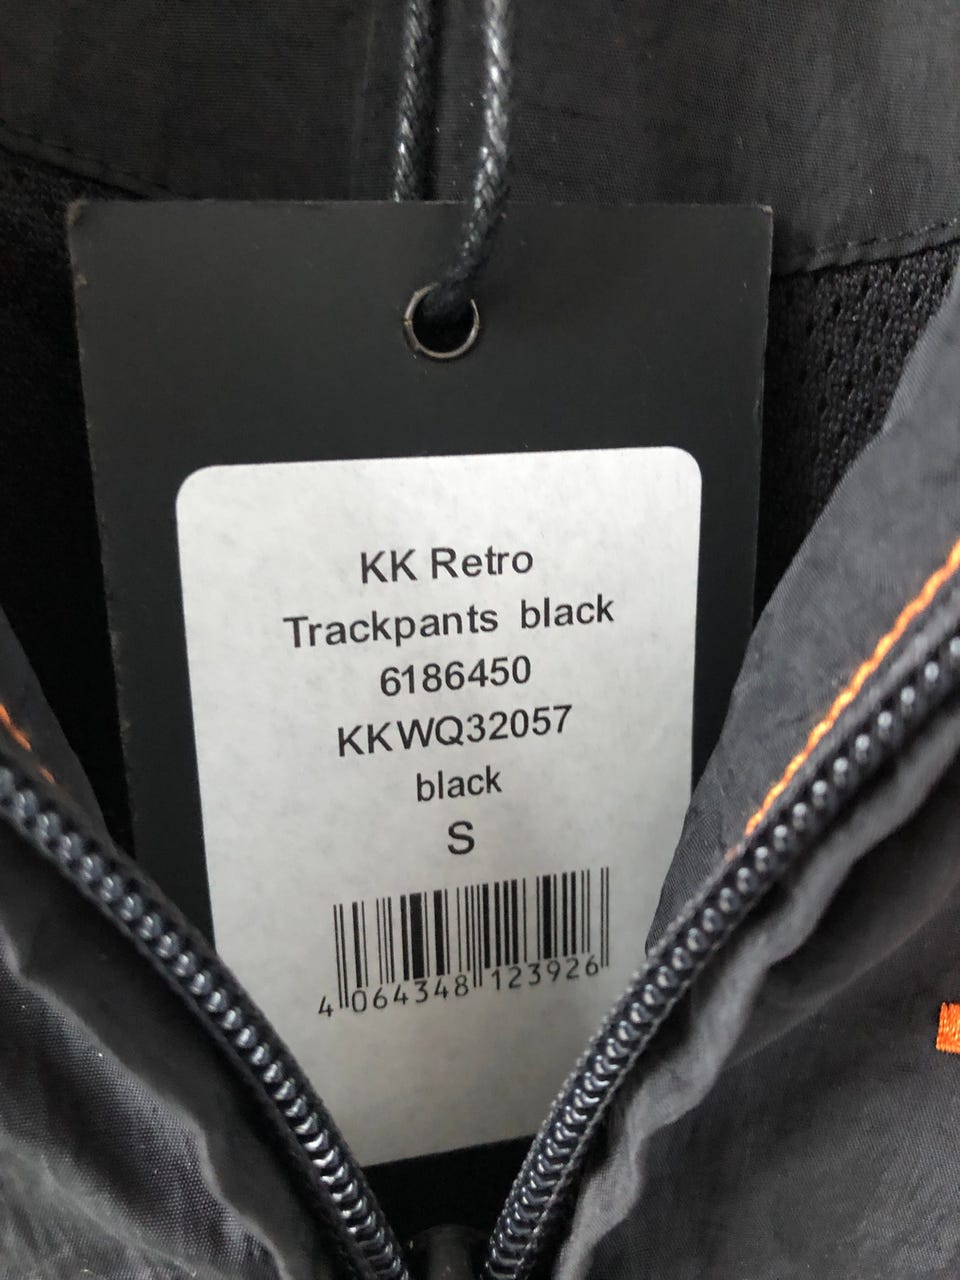 KK Retro
Trackpants black
6186450
KKWQ32057
black
S
4 064348 123926